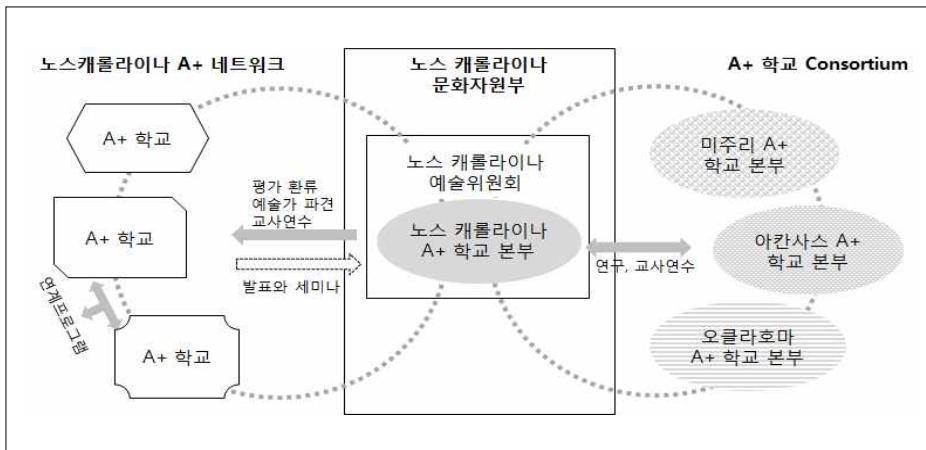 노스캐롤라이나 A+ 네트워크
A+ 학교
A+ 학교
연계프로그램
A+ 학교
평가 환류
예술가 파견
교사연수
발표와 세미나
노스 캐롤라이나
문화자원부
노스 캐롤라이나
예술위원회
노스 캐롤라이나
A+ 학교 본부
연구, 교사연수
A+ 학교 Consortium
미주리 A+
학교 본부
아칸사스 A+
학교 본부
오클라호마
A+ 학교 본부